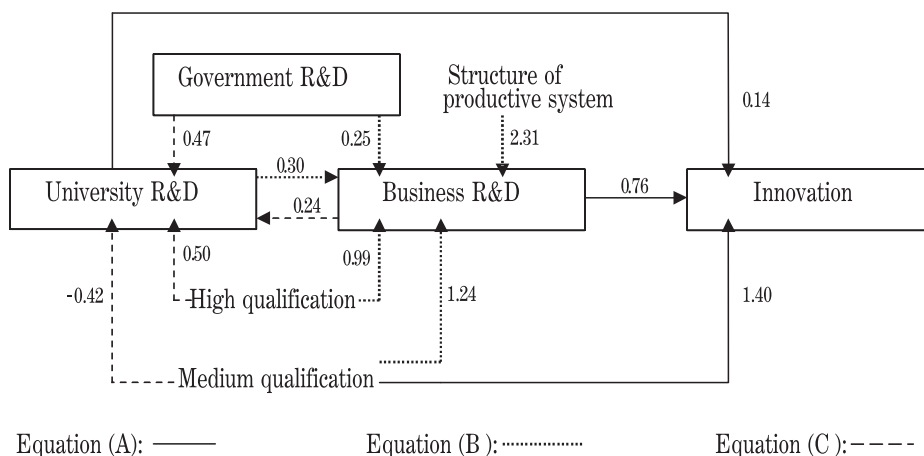 Government R&D
Structure of
productive system
0.14
0.47
0.25
2.31
0.30
University R&D
Business R&D
0.76
Innovation
0.24
0.50
0.99
-0.42
High qualification
1.24
1.40
Medium qualification
Equation (A):
Equation (B ):
Equation (C ):